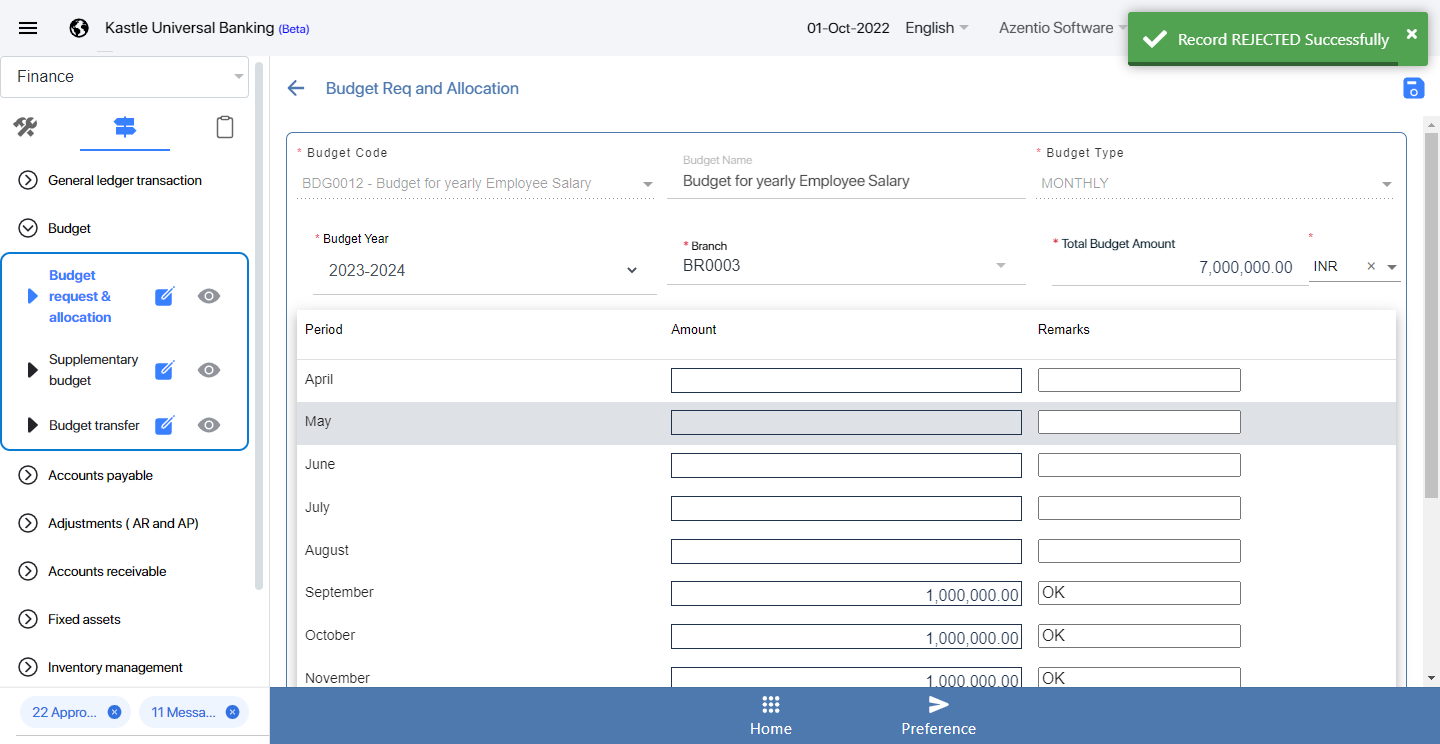 Kastle Universal Banking (Beta)
01-Oct-2022
English
Azentio Software
Record REJECTED Successfully
×
Finance
Budget Req and Allocation
General ledger transaction
Budget
Budget
request &
allocation
Supplementary
budget
Budget transfer
Accounts payable
Adjustments ( AR and AP)
Accounts receivable
Fixed assets
Inventory management
22 Appro...
11 Messa...
* Budget Code
BDG0012 - Budget for yearly Employee Salary
Budget Name
Budget for yearly Employee Salary
* Budget Type
MONTHLY
* Budget Year
2023-2024
* Branch
BR0003
* Total Budget Amount
7,000,000.00
*
INR ×
Period Amount Remarks
April
May
June
July
August
September 1,000,000.00 OK
October 1,000,000.00 OK
November 1,000,000.00 OK
Home
Preference